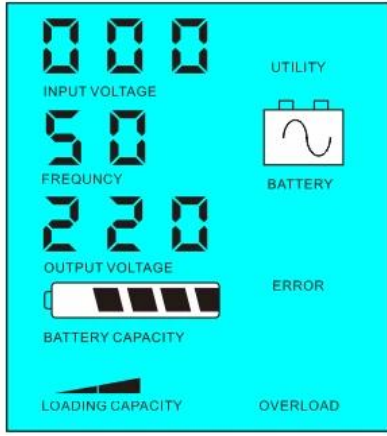 000
INPUT VOLTAGE
UTILITY
50
FREQUNCY
BATTERY
220
OUTPUT VOLTAGE
ERROR
BATTERY CAPACITY
LOADING CAPACITY
OVERLOAD